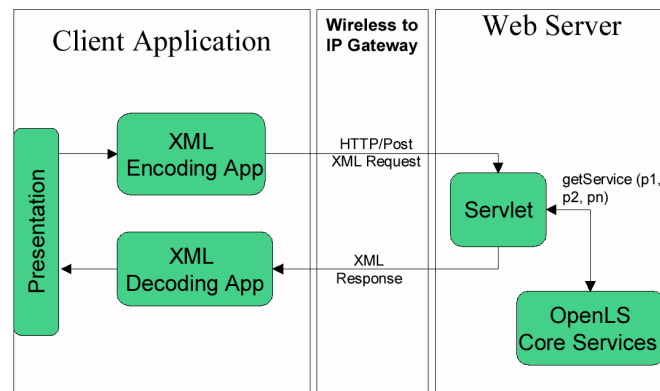 Client Application
Wireless to
IP Gateway
Web Server
Presentation
XML
Encoding App
HTTP/Post
XML Request
Servlet
getService (p1,
p2, pn)
XML
Decoding App
XML
Response
OpenLS
Core Services